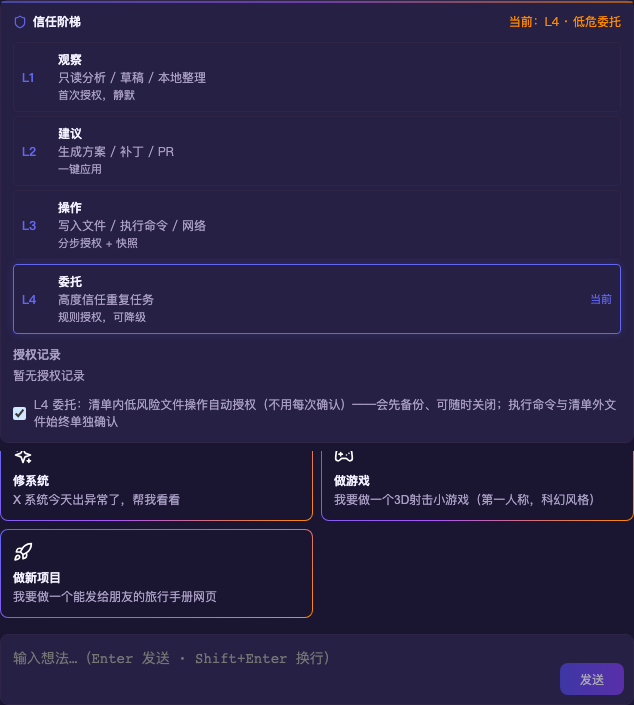 信任阶梯
当前：L4 · 低危委托
观察
L1
只读分析 / 草稿 / 本地整理
首次授权，静默
建议
L2
生成方案 / 补丁 / PR
一键应用
操作
L3
写入文件 / 执行命令 / 网络
分步授权 + 快照
委托
L4
高度信任重复任务
当前
规则授权，可降级
授权记录
暂无授权记录
L4 委托：清单内低风险文件操作自动授权（不用每次确认）——会先备份、可随时关闭；执行命令与清单外文
件始终单独确认
修系统
X 系统今天出异常了，帮我看看
做游戏
我要做一个3D射击小游戏（第一人称，科幻风格）
做新项目
我要做一个能发给朋友的旅行手册网页
输入想法…（Enter 发送 · Shift+Enter 换行）
发送